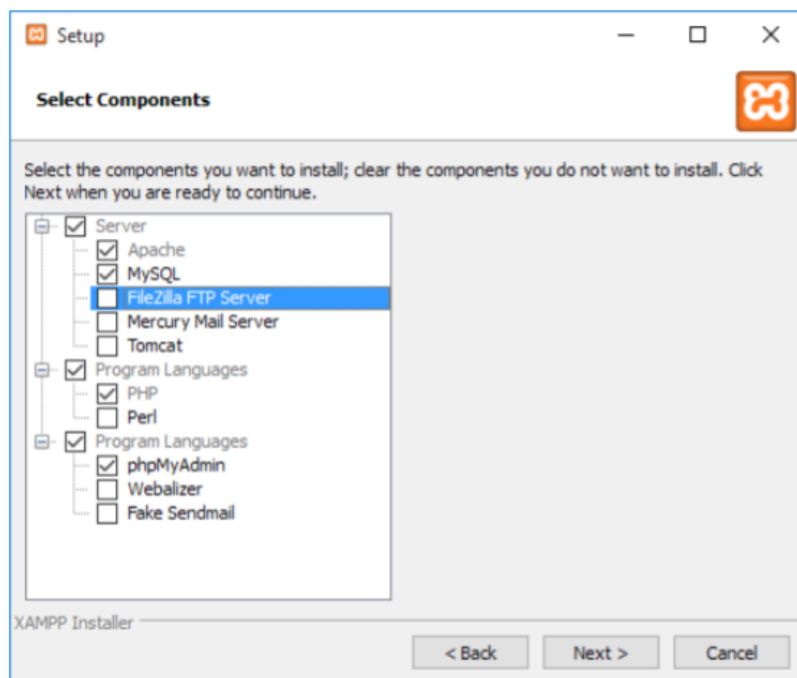 Setup
Select Components
Select the components you want to install; clear the components you do not want to install. Click
Next when you are ready to continue.
Server
Apache
MySQL
FileZilla FTP Server
Mercury Mail Server
Tomcat
Program Languages
PHP
Perl
Program Languages
phpMyAdmin
Webalizer
Fake Sendmail
XAMPP Installer
< Back Next > Cancel